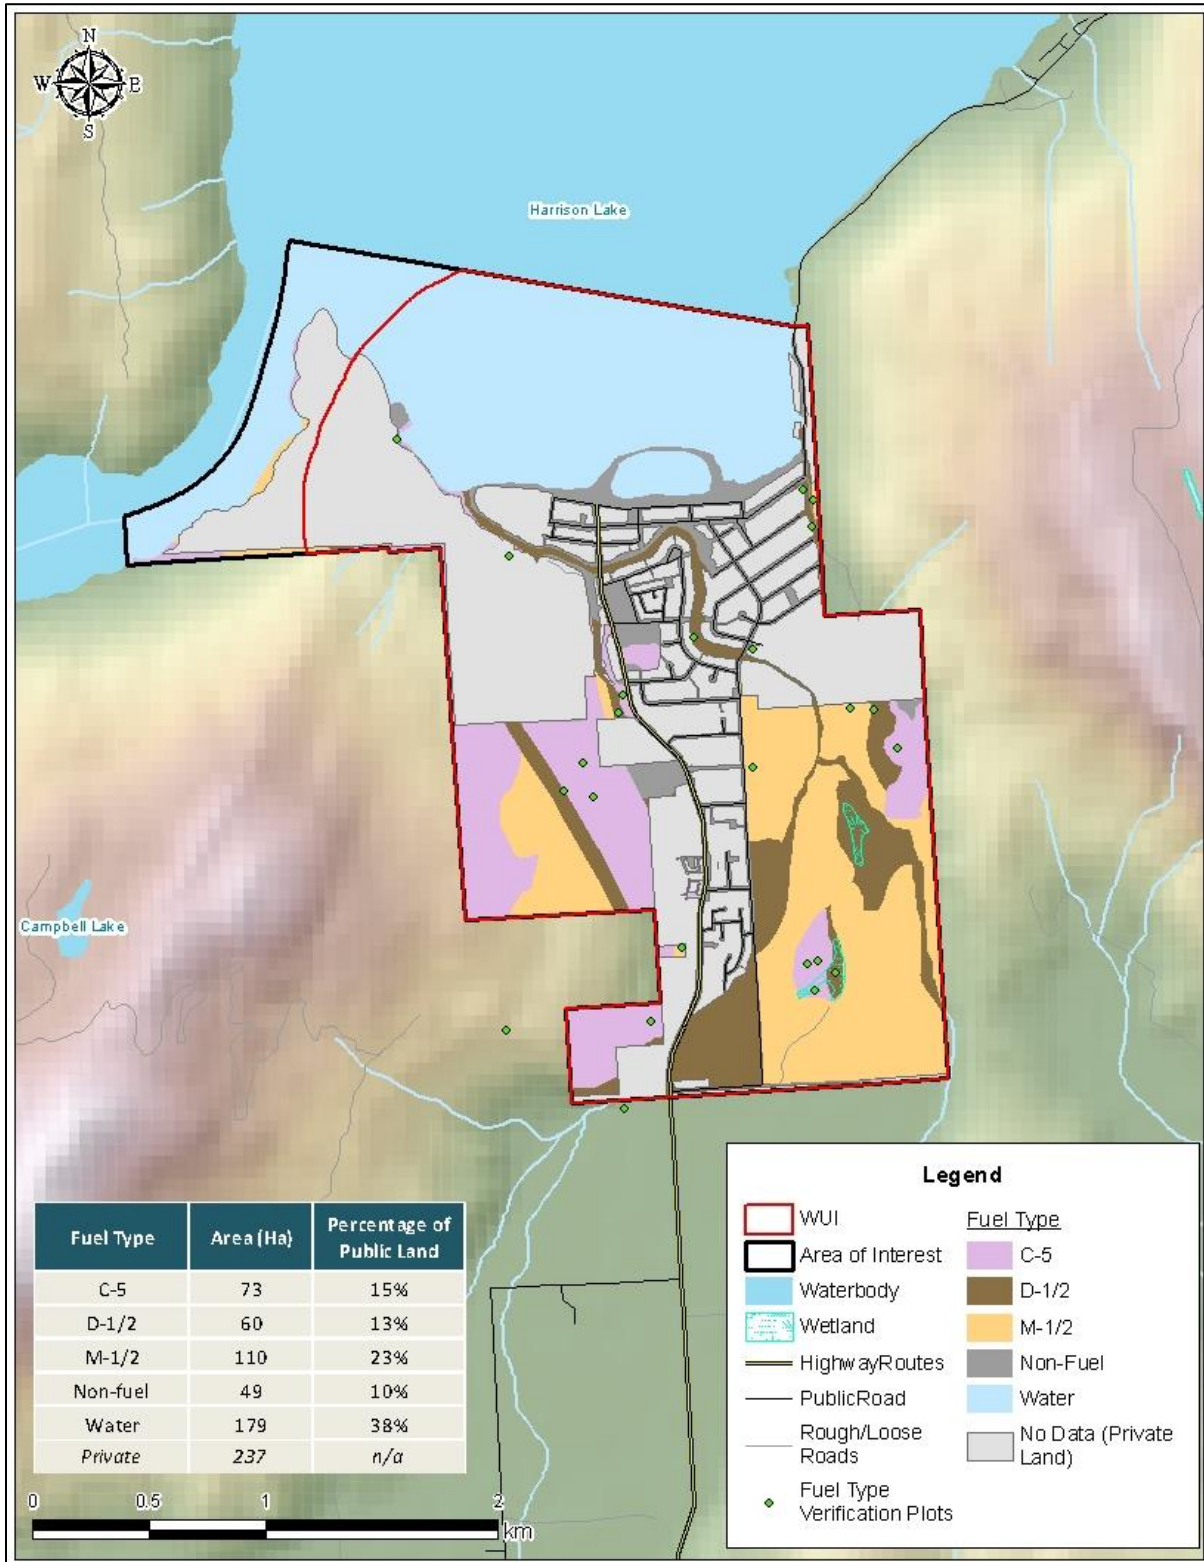 N
W E
S
Harrison Lake
Campbell Lake
Fuel Type Area (Ha) Percentage of Public Land
C-5 73 15%
D-1/2 60 13%
M-1/2 110 23%
Non-fuel 49 10%
Water 179 38%
Private 237 n/a
0 0.5 1 2
km
Legend
WUI
Area of Interest
Waterbody
Wetland
HighwayRoutes
PublicRoad
Rough/Loose
Roads
Fuel Type
Verification Plots
Fuel Type
C-5
D-1/2
M-1/2
Non-Fuel
Water
No Data (Private
Land)